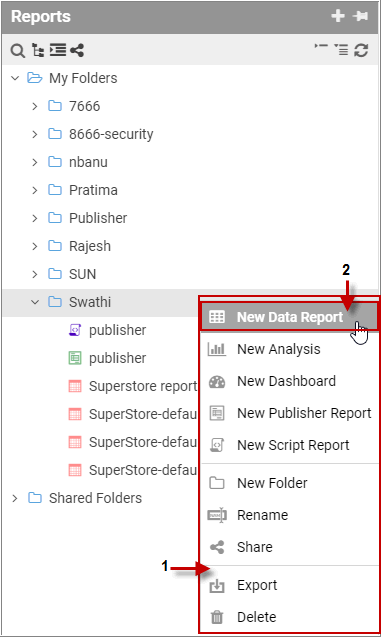 Reports
My Folders
7666
8666-security
nbanu
Pratima
Publisher
Rajesh
SUN
2
Swathi
New Data Report
publisher
New Analysis
publisher
New Dashboard
Superstore report
New Publisher Report
SuperStore-defau
New Script Report
SuperStore-defau
SuperStore-defau
New Folder
Shared Folders
Rename
Share
1
Export
Delete